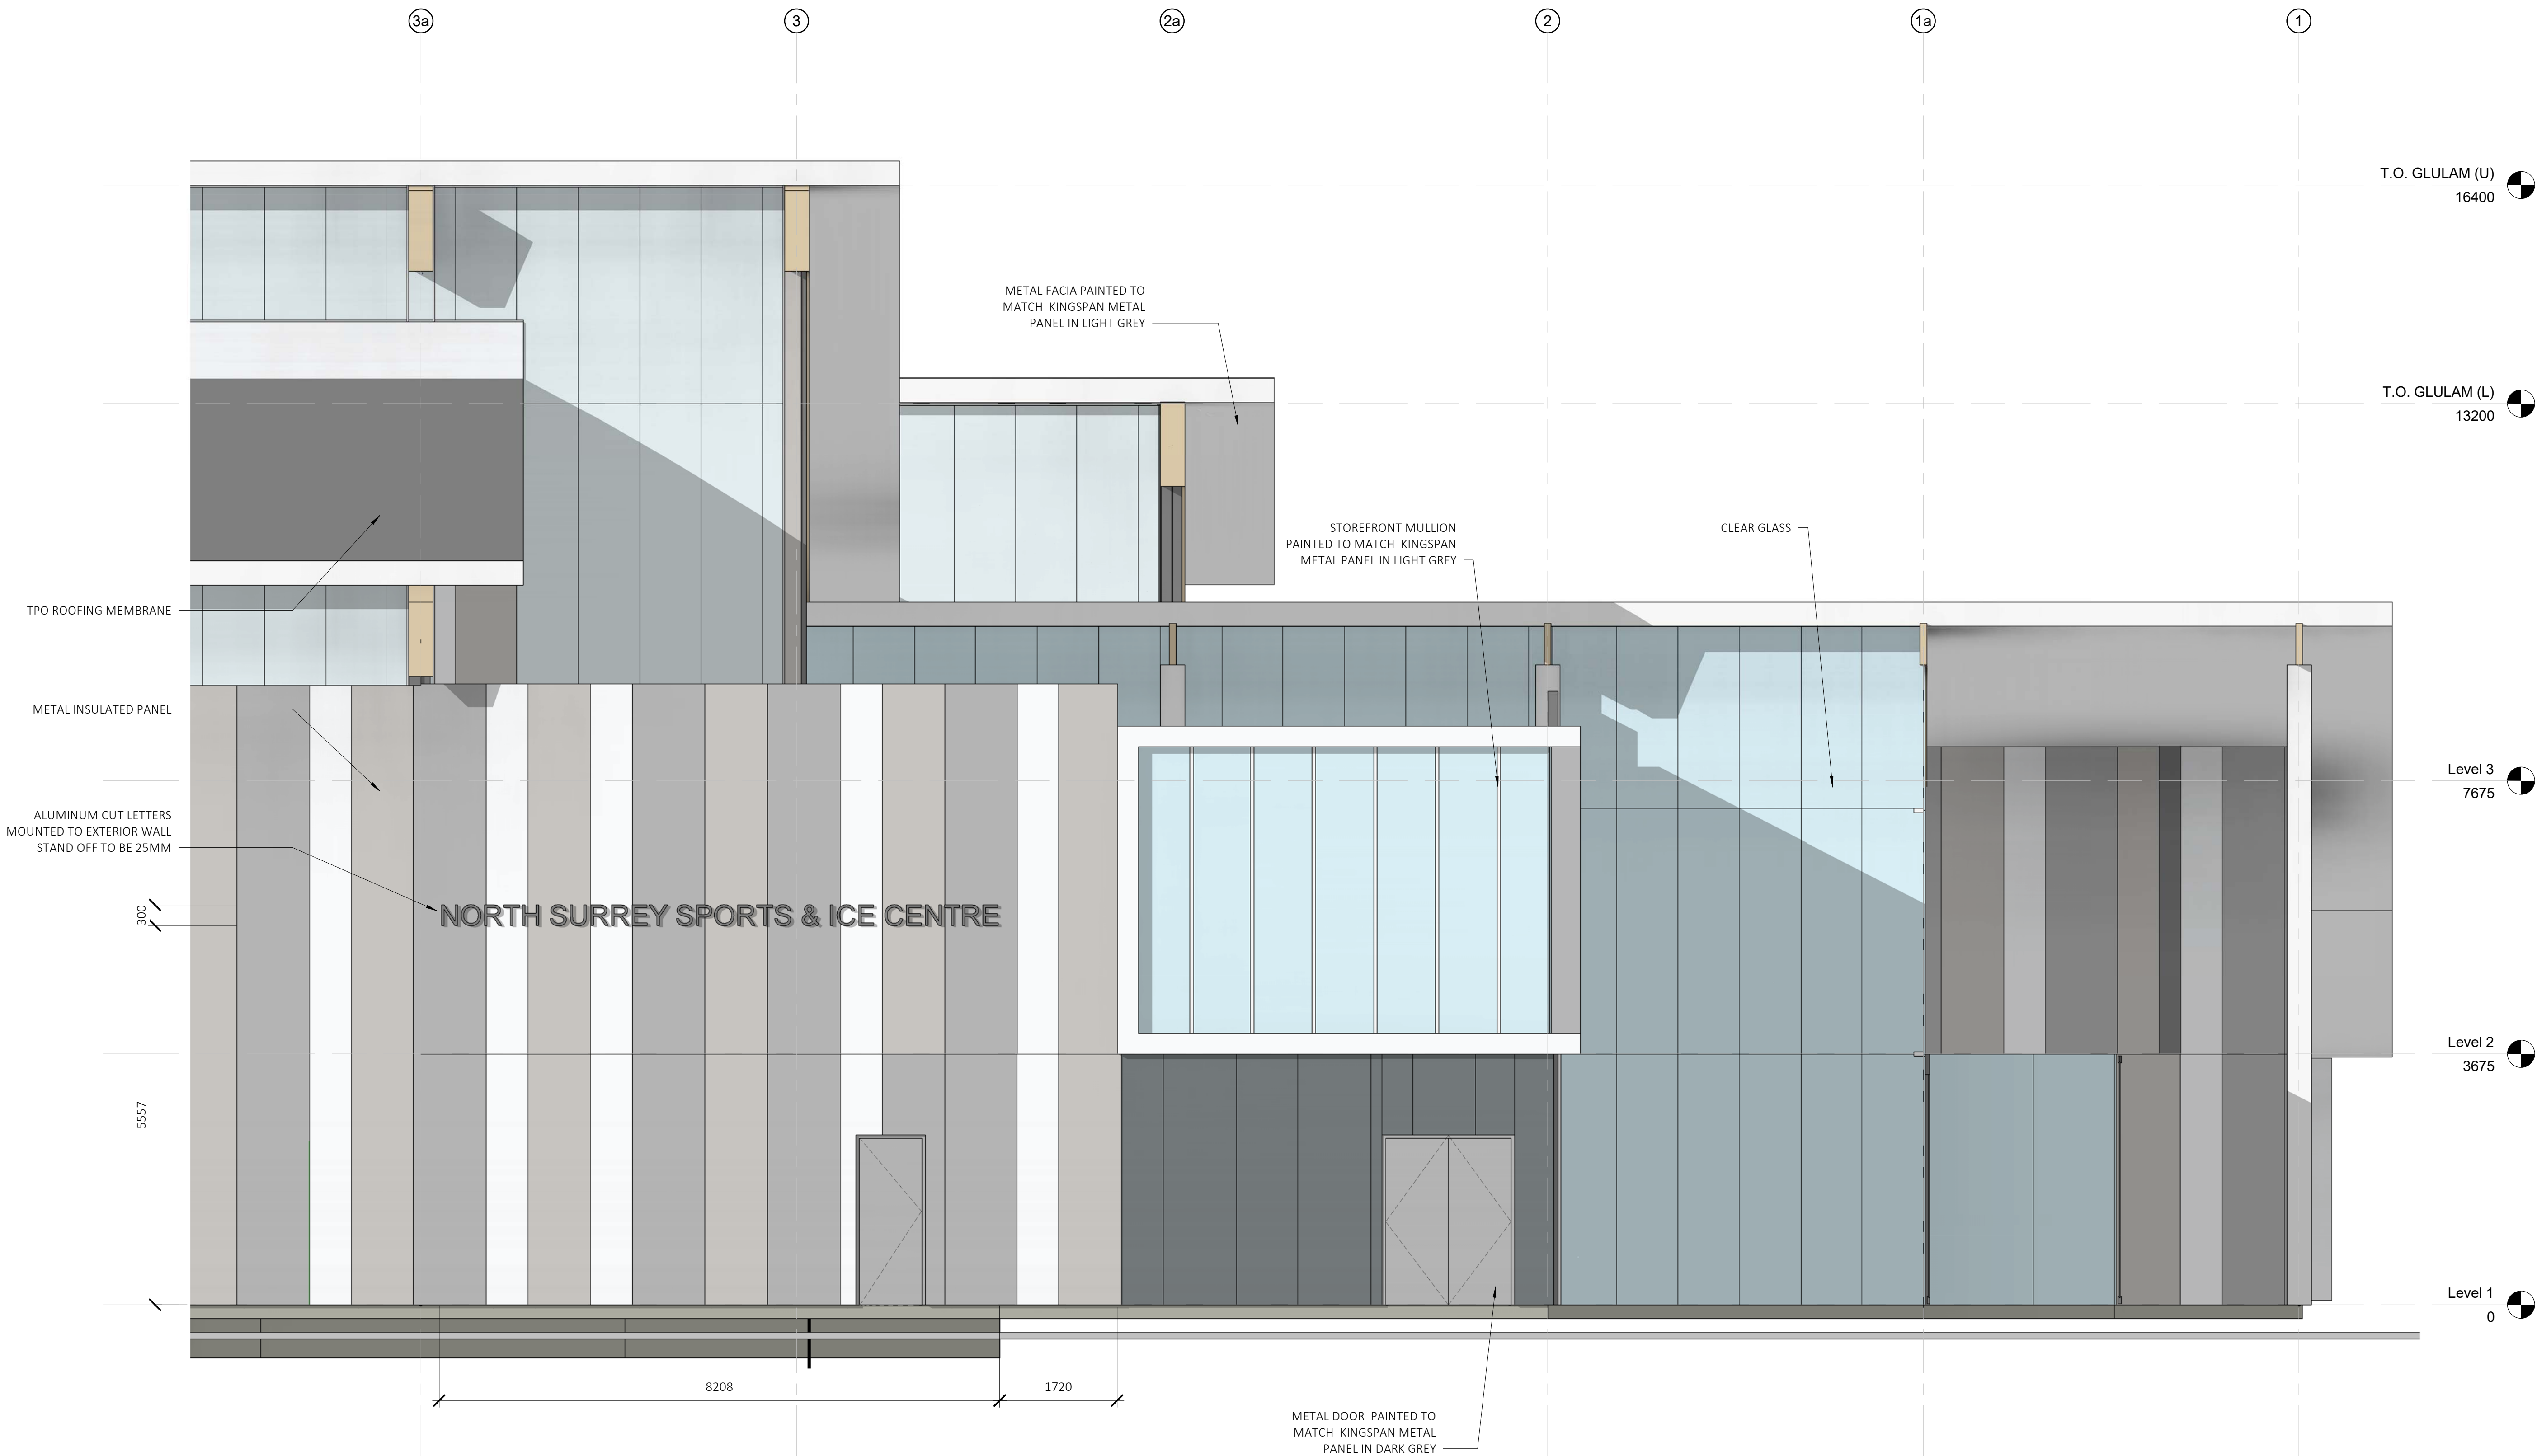 3a
3
2a
2
1a
1
T.O. GLULAM (U)
16400
METAL FACIA PAINTED TO
MATCH KINGSPAN METAL
PANEL IN LIGHT GREY
T.O. GLULAM (L)
13200
STOREFRONT MULLION
PAINTED TO MATCH KINGSPAN
METAL PANEL IN LIGHT GREY
CLEAR GLASS
TPO ROOFING MEMBRANE
METAL INSULATED PANEL
Level 3
7675
ALUMINUM CUT LETTERS
MOUNTED TO EXTERIOR WALL
STAND OFF TO BE 25MM
300
NORTH SURREY SPORTS & ICE CENTRE
Level 2
3675
5557
Level 1
0
8208
1720
METAL DOOR PAINTED TO
MATCH KINGSPAN METAL
PANEL IN DARK GREY